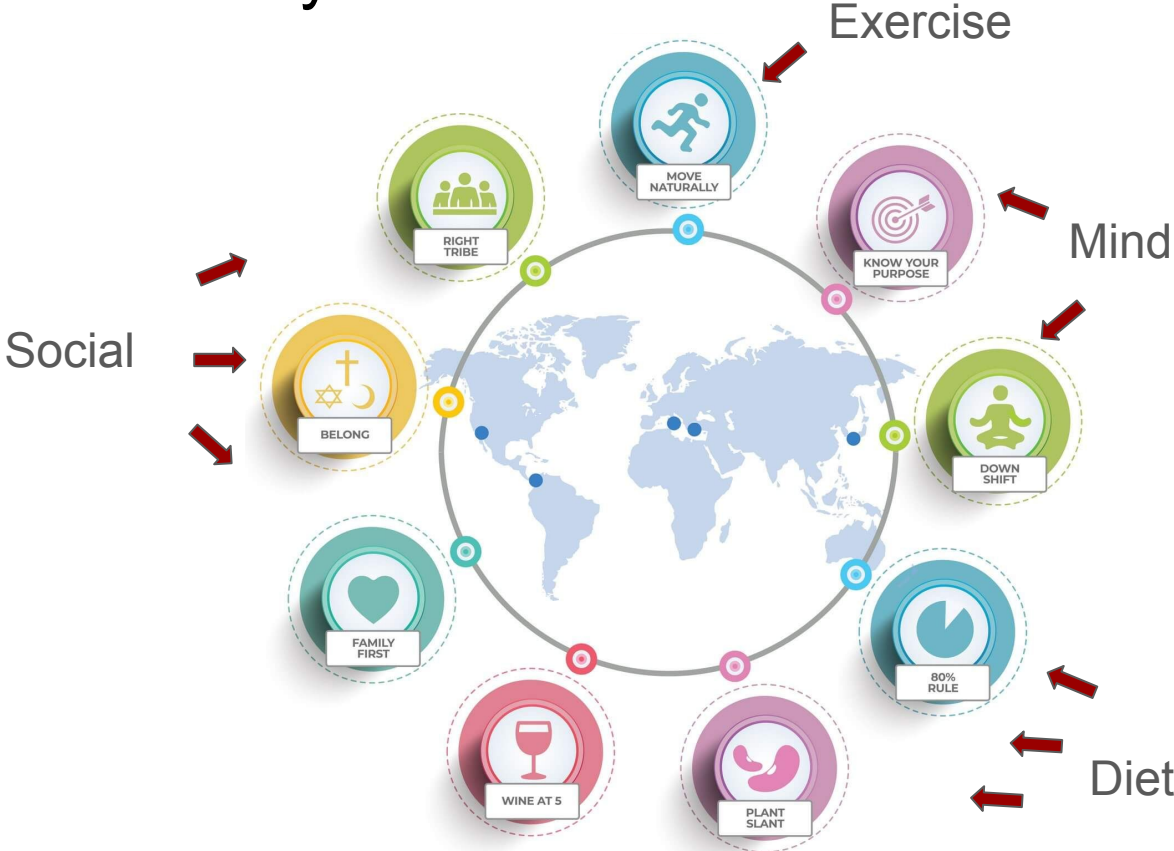 Exercise
MOVE
NATURALLY
RIGHT
TRIBE
KNOW YOUR
PURPOSE
Mind
Social
BELONG
DOWN
SHIFT
FAMILY
FIRST
80%
RULE
WINE AT 5
PLANT
SLANT
Diet